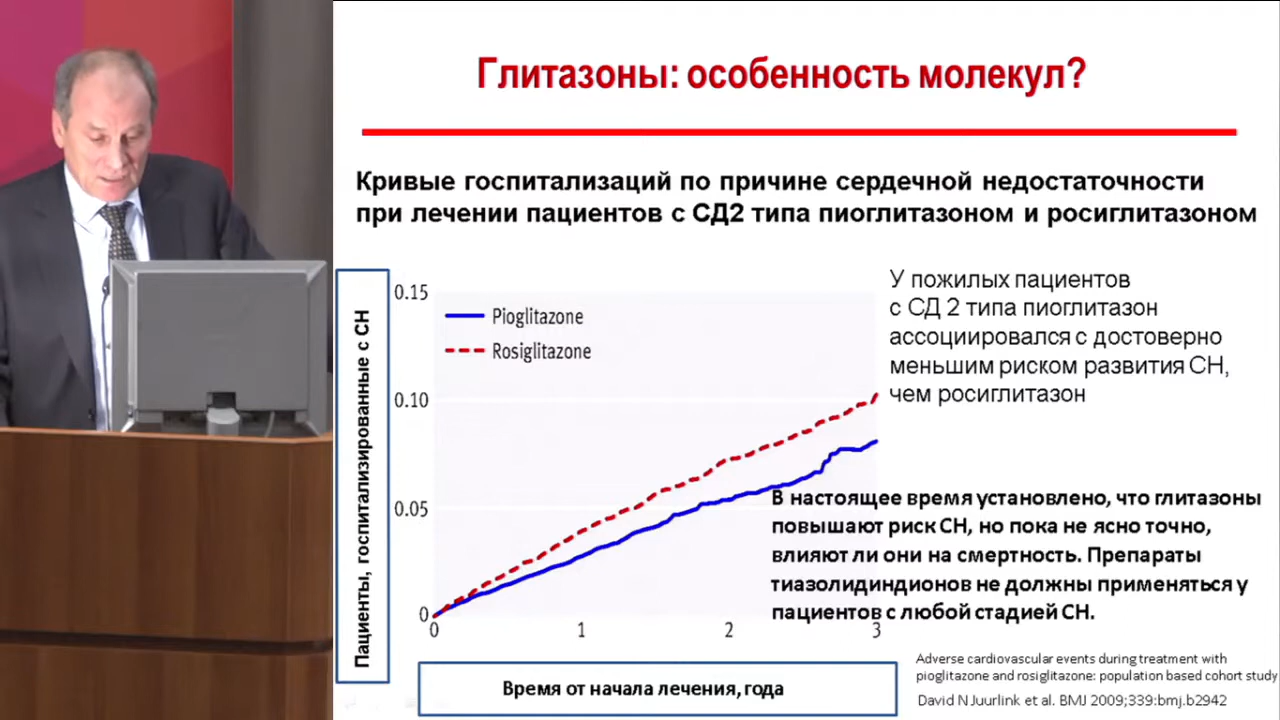 Глитазоны: особенность молекул?
Кривые госпитализаций по причине сердечной недостаточности
при лечении пациентов с СД2 типа пиоглитазоном и росиглитазоном
Пациенты, госпитализированные с СН
0.15
0.10
0.05
0
Pioglitazone
Rosiglitazone
0 1 2 3
Время от начала лечения, года
У пожилых пациентов
с СД 2 типа пиоглитазон
ассоциировался с достоверно
меньшим риском развития СН,
чем росиглитазон
В настоящее время установлено, что глитазоны
повышают риск СН, но пока не ясно точно,
влияют ли они на смертность. Препараты
тиазолидиндионов не должны применяться у
пациентов с любой стадией СН.
Adverse cardiovascular events during treatment with
pioglitazone and rosiglitazone: population based cohort study
David N Juurlink et al. BMJ 2009;339:bmj.b2942